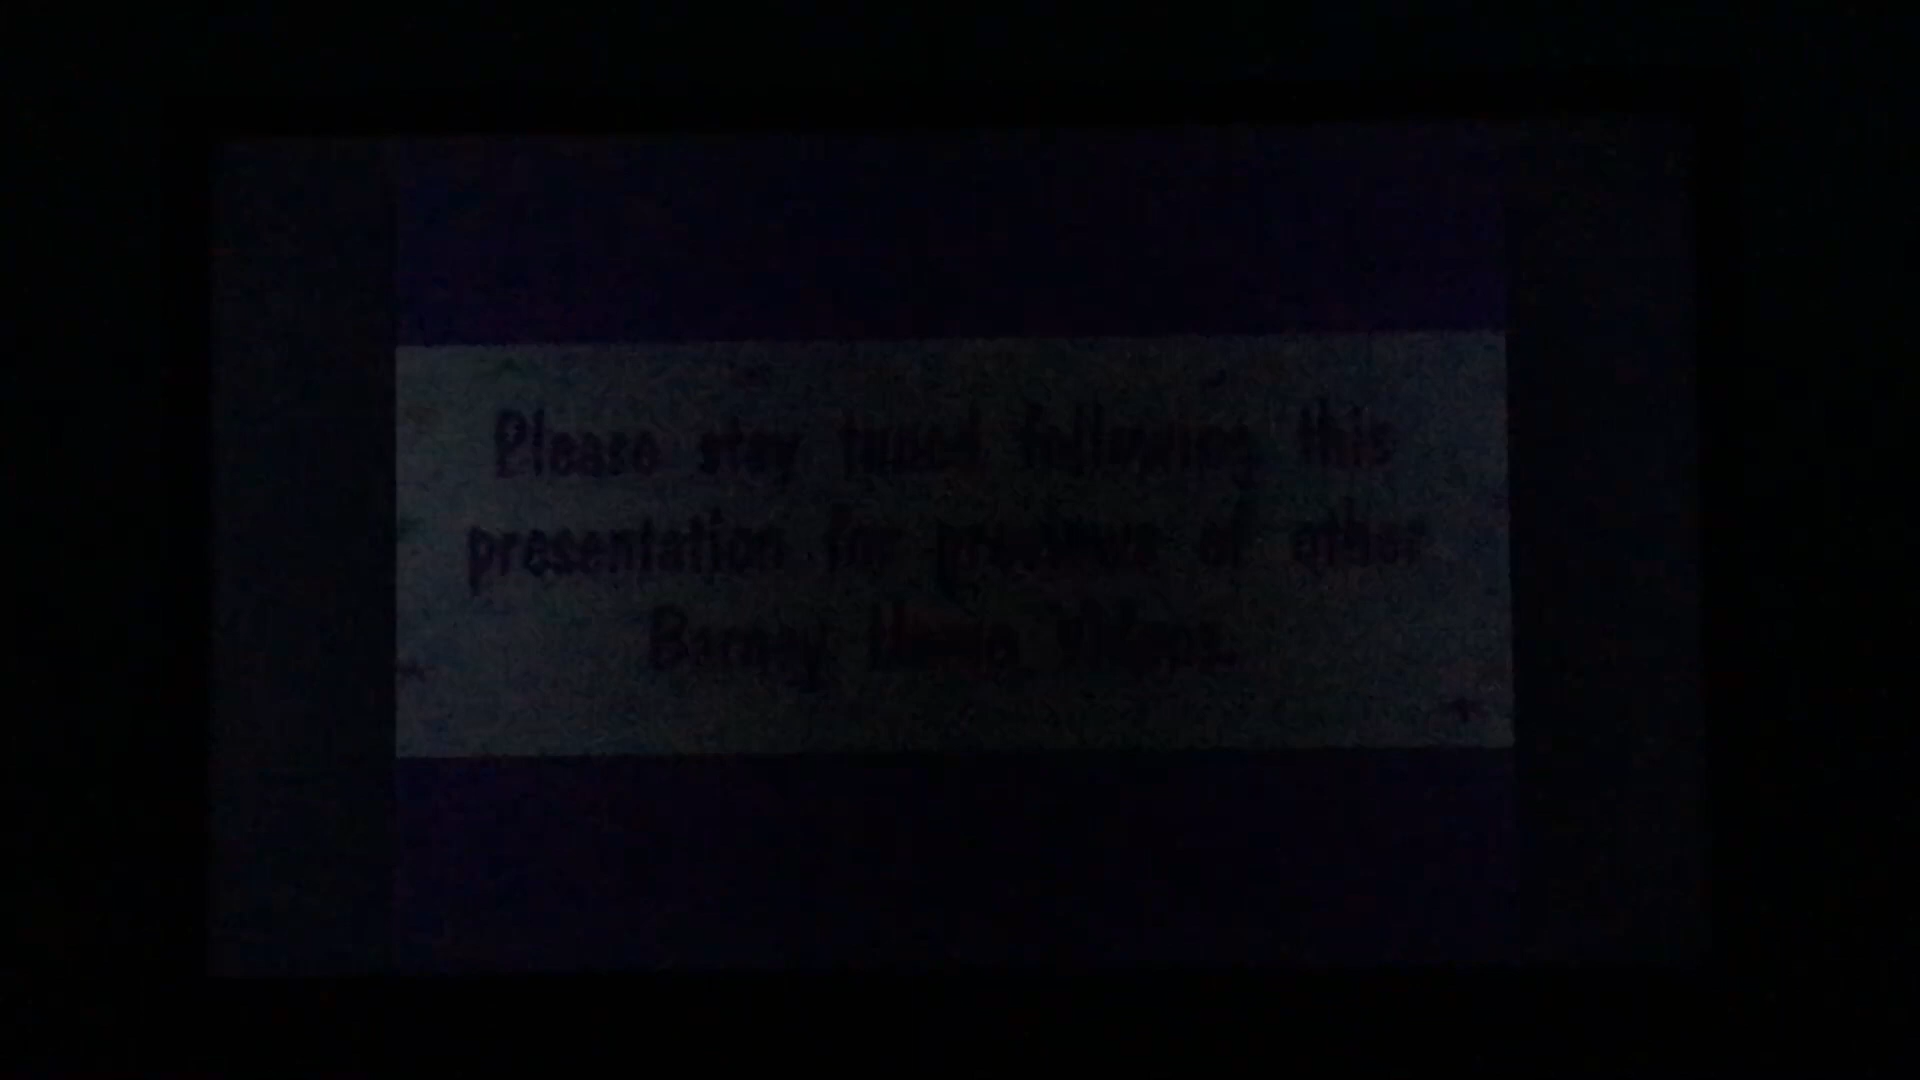 Please stay tuned following this
presentation for previews of other
Barney Home Videos.